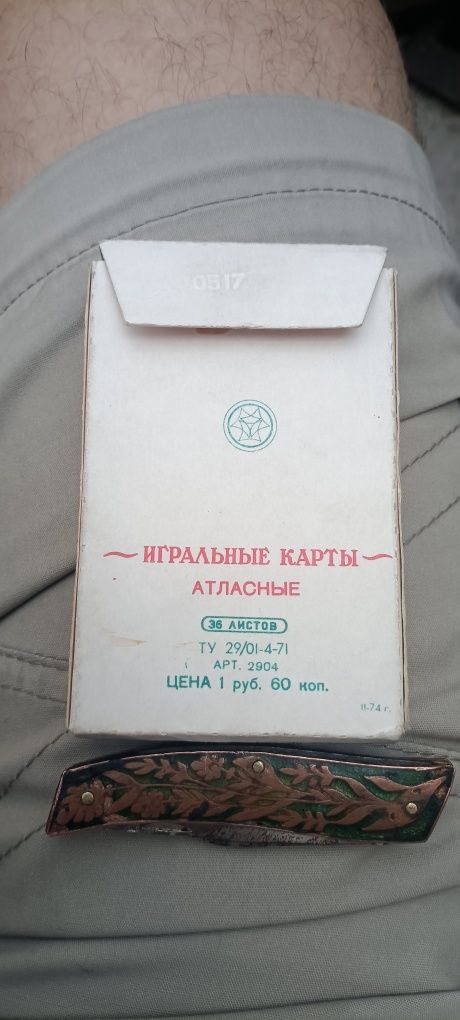 0517
~ ИГРАЛЬНЫЕ КАРТЫ ~
АТЛАСНЫЕ
36 ЛИСТОВ
ТУ 29/01-4-71
АРТ. 2904
ЦЕНА 1 руб. 60 коп.
II-74 г.